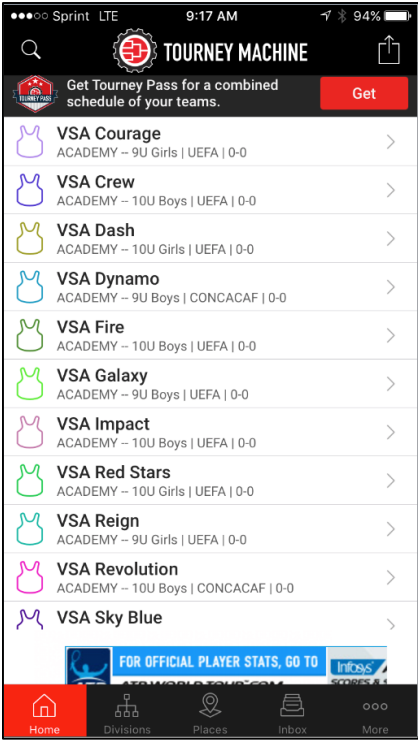 Sprint LTE 9:17 AM 94%
TOURNEY MACHINE
TOURNEY PASS
Get Tourney Pass for a combined
schedule of your teams.
Get
VSA Courage
ACADEMY -- 9U Girls | UEFA | 0-0
VSA Crew
ACADEMY -- 10U Boys | UEFA | 0-0
VSA Dash
ACADEMY -- 10U Girls | UEFA | 0-0
VSA Dynamo
ACADEMY -- 9U Boys | CONCACAF | 0-0
VSA Fire
ACADEMY -- 10U Boys | UEFA | 0-0
VSA Galaxy
ACADEMY -- 9U Boys | UEFA | 0-0
VSA Impact
ACADEMY -- 10U Boys | UEFA | 0-0
VSA Red Stars
ACADEMY -- 10U Girls | UEFA | 0-0
VSA Reign
ACADEMY -- 9U Girls | UEFA | 0-0
VSA Revolution
ACADEMY -- 10U Boys | CONCACAF | 0-0
VSA Sky Blue
FOR OFFICIAL PLAYER STATS, GO TO
Infosys
ATPWORLDTOUR.COM
SCORES &
Home
Divisions
Places
Inbox
More